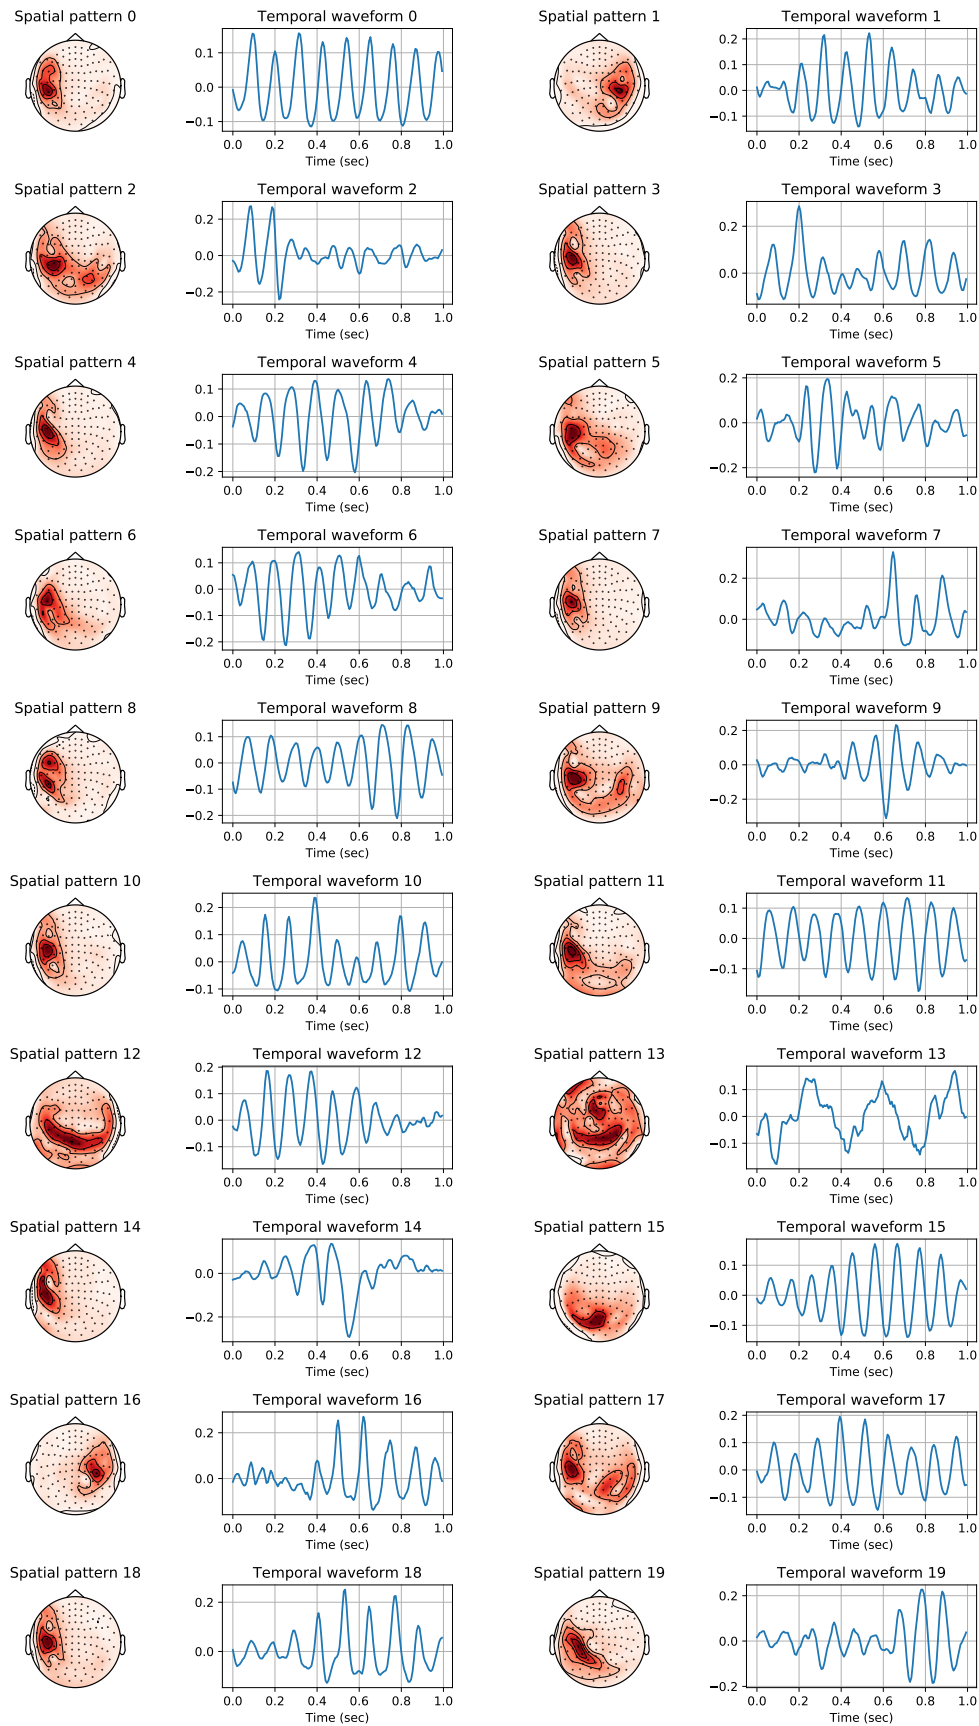 Spatial pattern 0
Temporal waveform 0
Spatial pattern 1
Temporal waveform 1
0.1
0.0
−0.1
0.0 0.2 0.4 0.6 0.8 1.0
Time (sec)
0.2
0.1
0.0
−0.1
0.0 0.2 0.4 0.6 0.8 1.0
Time (sec)
Spatial pattern 2
Temporal waveform 2
Spatial pattern 3
Temporal waveform 3
0.2
0.0
−0.2
0.0 0.2 0.4 0.6 0.8 1.0
Time (sec)
0.2
0.0
0.0 0.2 0.4 0.6 0.8 1.0
Time (sec)
Spatial pattern 4
Temporal waveform 4
Spatial pattern 5
Temporal waveform 5
0.1
0.0
−0.1
−0.2
0.0 0.2 0.4 0.6 0.8 1.0
Time (sec)
0.2
0.0
−0.2
0.0 0.2 0.4 0.6 0.8 1.0
Time (sec)
Spatial pattern 6
Temporal waveform 6
Spatial pattern 7
Temporal waveform 7
0.1
0.0
−0.1
−0.2
0.0 0.2 0.4 0.6 0.8 1.0
Time (sec)
0.2
0.0
0.0 0.2 0.4 0.6 0.8 1.0
Time (sec)
Spatial pattern 8
Temporal waveform 8
Spatial pattern 9
Temporal waveform 9
0.1
0.0
−0.1
−0.2
0.0 0.2 0.4 0.6 0.8 1.0
Time (sec)
0.2
0.0
−0.2
0.0 0.2 0.4 0.6 0.8 1.0
Time (sec)
Spatial pattern 10
Temporal waveform 10
Spatial pattern 11
Temporal waveform 11
0.2
0.1
0.0
−0.1
0.0 0.2 0.4 0.6 0.8 1.0
Time (sec)
0.1
0.0
−0.1
0.0 0.2 0.4 0.6 0.8 1.0
Time (sec)
Spatial pattern 12
Temporal waveform 12
Spatial pattern 13
Temporal waveform 13
0.2
0.1
0.0
−0.1
0.0 0.2 0.4 0.6 0.8 1.0
Time (sec)
0.1
0.0
−0.1
0.0 0.2 0.4 0.6 0.8 1.0
Time (sec)
Spatial pattern 14
Temporal waveform 14
Spatial pattern 15
Temporal waveform 15
0.0
−0.2
0.0 0.2 0.4 0.6 0.8 1.0
Time (sec)
0.1
0.0
−0.1
0.0 0.2 0.4 0.6 0.8 1.0
Time (sec)
Spatial pattern 16
Temporal waveform 16
Spatial pattern 17
Temporal waveform 17
0.2
0.0
0.0 0.2 0.4 0.6 0.8 1.0
Time (sec)
0.2
0.1
0.0
−0.1
0.0 0.2 0.4 0.6 0.8 1.0
Time (sec)
Spatial pattern 18
Temporal waveform 18
Spatial pattern 19
Temporal waveform 19
0.2
0.0
0.0 0.2 0.4 0.6 0.8 1.0
Time (sec)
0.2
0.0
−0.2
0.0 0.2 0.4 0.6 0.8 1.0
Time (sec)